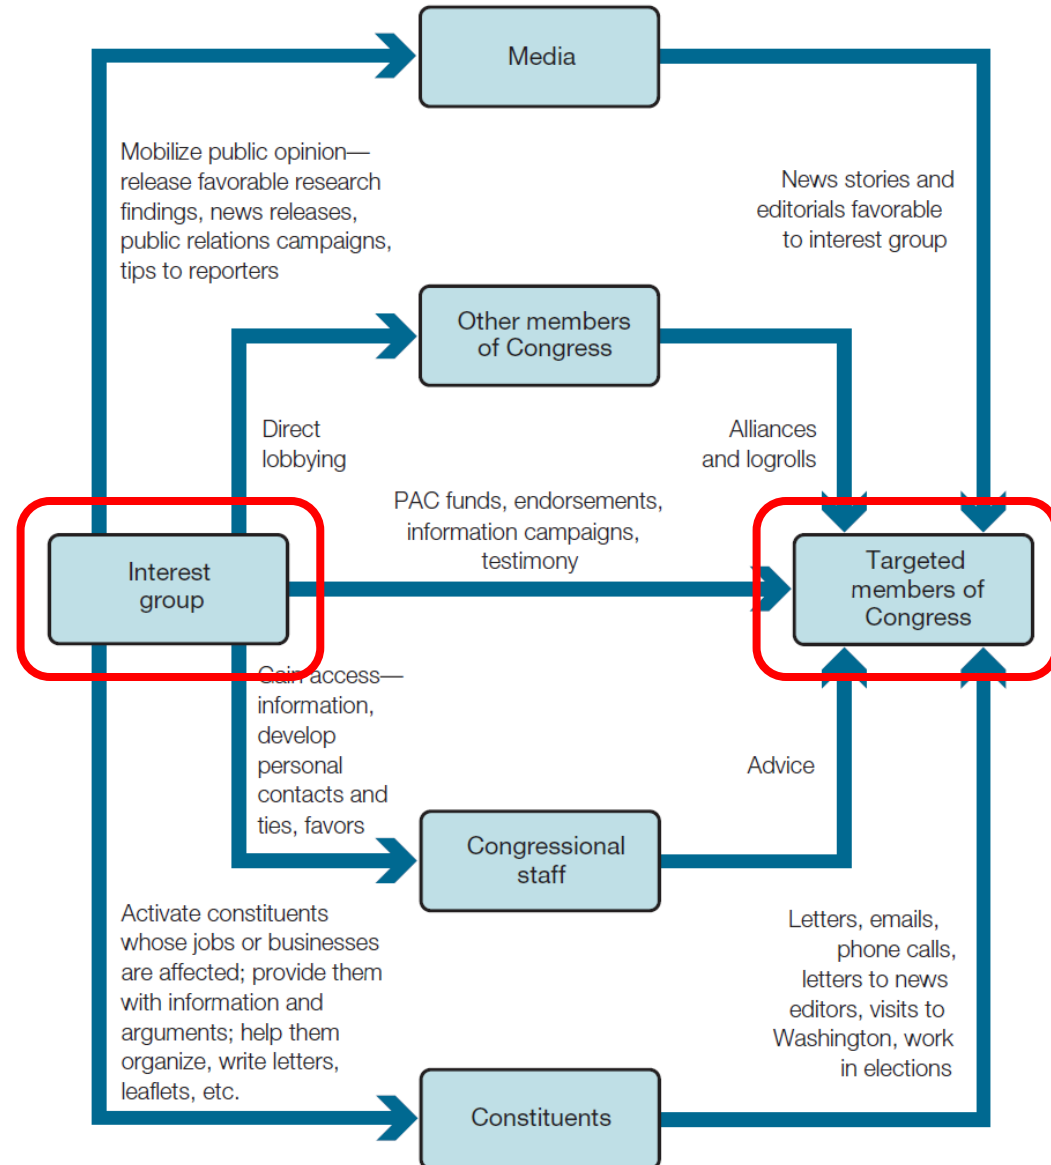 Media
Mobilize public opinion—
release favorable research
findings, news releases,
public relations campaigns,
tips to reporters
News stories and
editorials favorable
to interest group
Other members
of Congress
Direct
lobbying
Alliances
and logrolls
PAC funds, endorsements,
information campaigns,
testimony
Interest
group
Targeted
members of
Congress
Gain access—
information,
develop
personal
contacts and
ties, favors
Advice
Congressional
staff
Activate constituents
whose jobs or businesses
are affected; provide them
with information and
arguments; help them
organize, write letters,
leaflets, etc.
Letters, emails,
phone calls,
letters to news
editors, visits to
Washington, work
in elections
Constituents